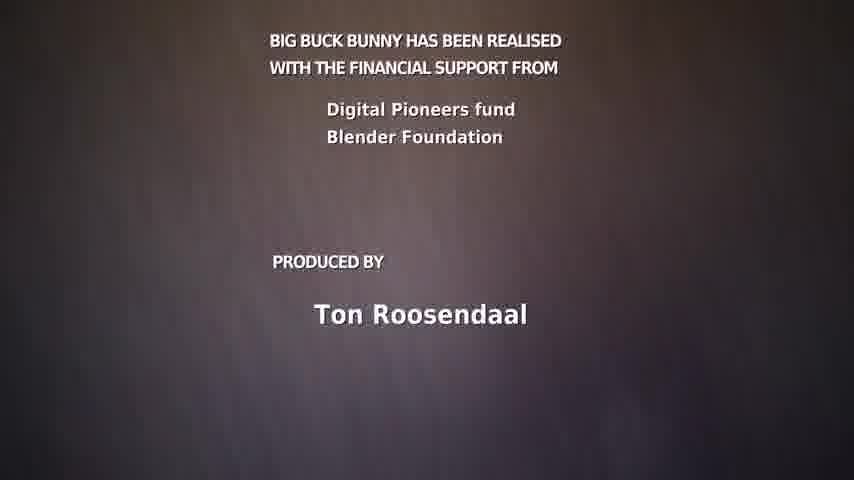 BIG BUCK BUNNY HAS BEEN REALISED
WITH THE FINANCIAL SUPPORT FROM
Digital Pioneers fund
Blender Foundation
PRODUCED BY
Ton Roosendaal